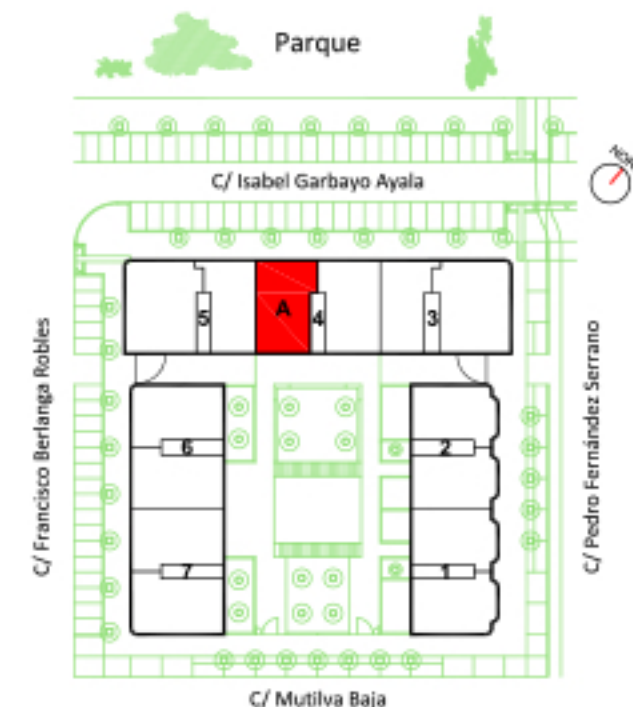 Parque
C/ Isabel Garbayo Ayala
NOR
5
A
4
3
C/ Francisco Berlanga Robles
C/ Pedro Fernández Serrano
6
2
7
1
C/ Mutilva Baja